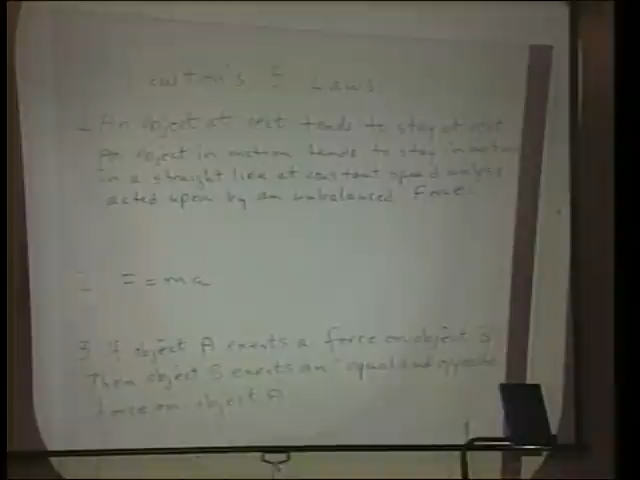 Laws
1 An object at rest tends to stay at rest
An object in motion tends to stay in motion
in a straight line at constant speed unless
acted upon by an unbalanced Force.
= ma
3 If object A exerts a force on object B
Then object B exerts an equal and opposite
force on object A